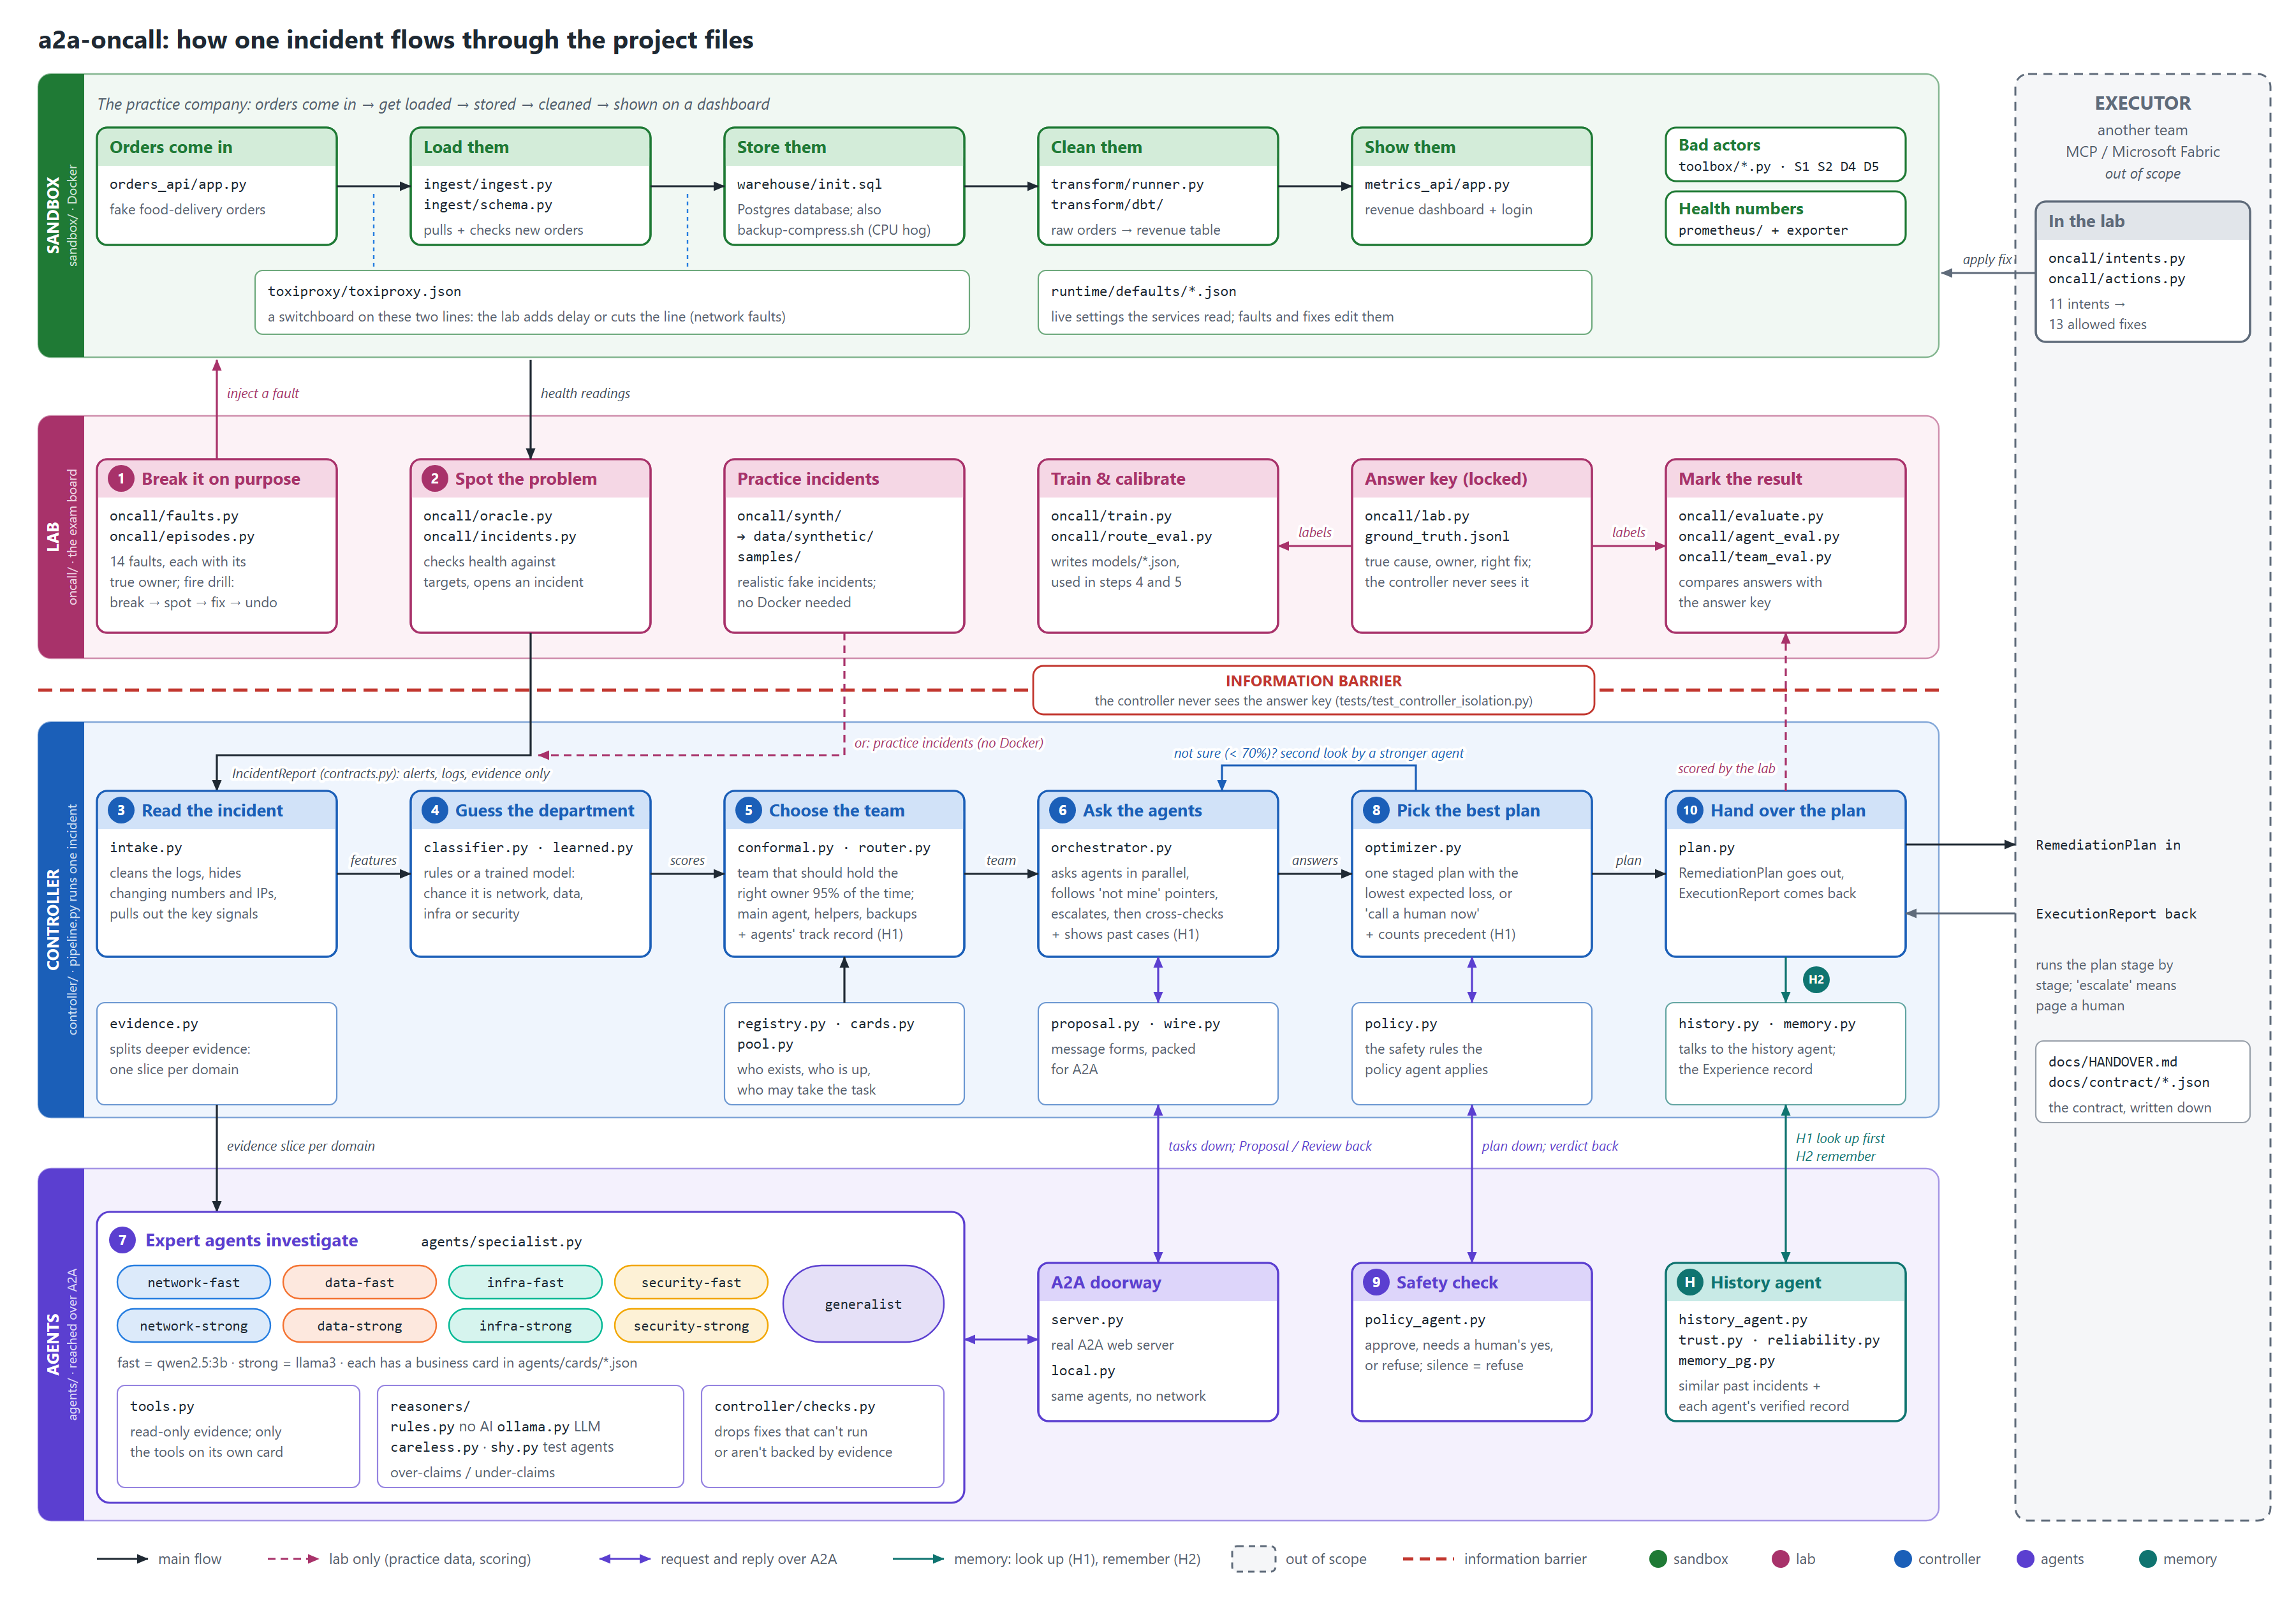 a2a-oncall: how one incident flows through the project files
SANDBOX
sandbox/ · Docker
The practice company: orders come in → get loaded → stored → cleaned → shown on a dashboard
Orders come in
orders_api/app.py
fake food-delivery orders
Load them
ingest/ingest.py
ingest/schema.py
pulls + checks new orders
Store them
warehouse/init.sql
Postgres database; also
backup-compress.sh (CPU hog)
Clean them
transform/runner.py
transform/dbt/
raw orders → revenue table
Show them
metrics_api/app.py
revenue dashboard + login
Bad actors
toolbox/*.py · S1 S2 D4 D5
Health numbers
prometheus/ + exporter
toxiproxy/toxiproxy.json
a switchboard on these two lines: the lab adds delay or cuts the line (network faults)
runtime/defaults/*.json
live settings the services read; faults and fixes edit them
EXECUTOR
another team
MCP / Microsoft Fabric
out of scope
In the lab
oncall/intents.py
oncall/actions.py
11 intents →
13 allowed fixes
apply fix
inject a fault
health readings
LAB
oncall/ · the exam board
1 Break it on purpose
oncall/faults.py
oncall/episodes.py
14 faults, each with its
true owner; fire drill:
break → spot → fix → undo
2 Spot the problem
oncall/oracle.py
oncall/incidents.py
checks health against
targets, opens an incident
Practice incidents
oncall/synth/
→ data/synthetic/
samples/
realistic fake incidents;
no Docker needed
Train & calibrate
oncall/train.py
oncall/route_eval.py
writes models/*.json,
used in steps 4 and 5
labels
Answer key (locked)
oncall/lab.py
ground_truth.jsonl
true cause, owner, right fix;
the controller never sees it
labels
Mark the result
oncall/evaluate.py
oncall/agent_eval.py
oncall/team_eval.py
compares answers with
the answer key
INFORMATION BARRIER
the controller never sees the answer key (tests/test_controller_isolation.py)
CONTROLLER
controller/ · pipeline.py runs one incident
or: practice incidents (no Docker)
IncidentReport (contracts.py): alerts, logs, evidence only
not sure (< 70%)? second look by a stronger agent
scored by the lab
3 Read the incident
intake.py
cleans the logs, hides
changing numbers and IPs,
pulls out the key signals
features
4 Guess the department
classifier.py · learned.py
rules or a trained model:
chance it is network, data,
infra or security
scores
5 Choose the team
conformal.py · router.py
team that should hold the
right owner 95% of the time;
main agent, helpers, backups
+ agents' track record (H1)
team
6 Ask the agents
orchestrator.py
asks agents in parallel,
follows 'not mine' pointers,
escalates, then cross-checks
+ shows past cases (H1)
answers
8 Pick the best plan
optimizer.py
one staged plan with the
lowest expected loss, or
'call a human now'
+ counts precedent (H1)
plan
10 Hand over the plan
plan.py
RemediationPlan goes out,
ExecutionReport comes back
RemediationPlan in
ExecutionReport back
runs the plan stage by
stage; 'escalate' means
page a human
docs/HANDOVER.md
docs/contract/*.json
the contract, written down
H2
evidence.py
splits deeper evidence:
one slice per domain
registry.py · cards.py
pool.py
who exists, who is up,
who may take the task
proposal.py · wire.py
message forms, packed
for A2A
policy.py
the safety rules the
policy agent applies
history.py · memory.py
talks to the history agent;
the Experience record
evidence slice per domain
tasks down; Proposal / Review back
plan down; verdict back
H1 look up first
H2 remember
AGENTS
agents/ · reached over A2A
7 Expert agents investigate
agents/specialist.py
network-fast
data-fast
infra-fast
security-fast
generalist
network-strong
data-strong
infra-strong
security-strong
fast = qwen2.5:3b · strong = llama3 · each has a business card in agents/cards/*.json
tools.py
read-only evidence; only
the tools on its own card
reasoners/
rules.py no AI ollama.py LLM
careless.py · shy.py test agents
over-claims / under-claims
controller/checks.py
drops fixes that can't run
or aren't backed by evidence
A2A doorway
server.py
real A2A web server
local.py
same agents, no network
9 Safety check
policy_agent.py
approve, needs a human's yes,
or refuse; silence = refuse
H History agent
history_agent.py
trust.py · reliability.py
memory_pg.py
similar past incidents +
each agent's verified record
main flow
lab only (practice data, scoring)
request and reply over A2A
memory: look up (H1), remember (H2)
out of scope
information barrier
sandbox
lab
controller
agents
memory